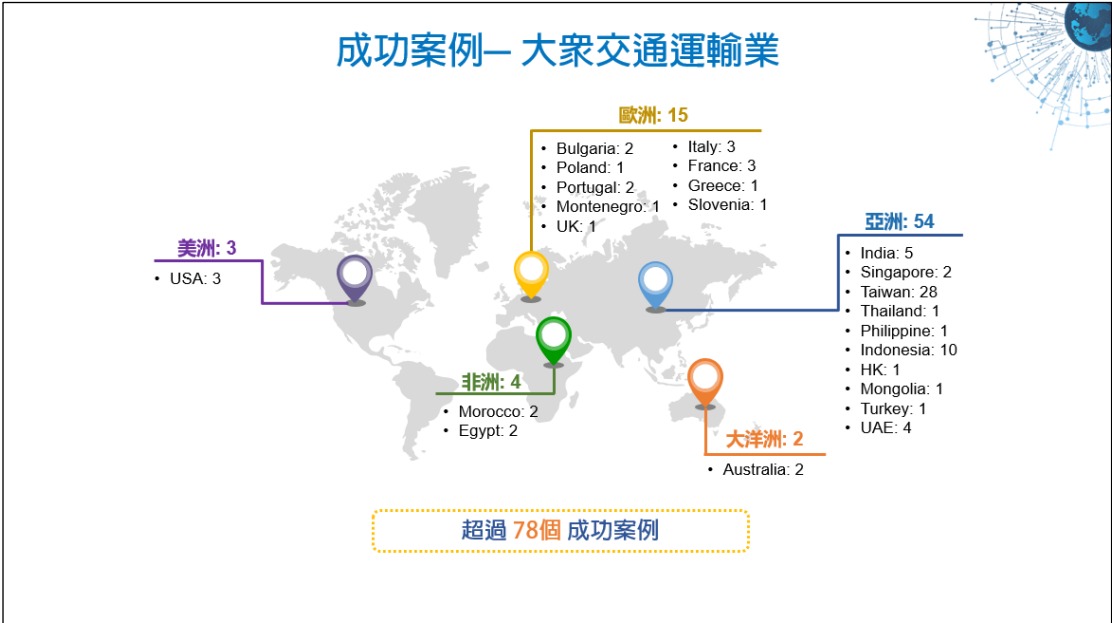 成功案例─ 大眾交通運輸業
歐洲: 15
• Bulgaria: 2
• Poland: 1
• Portugal: 2
• Montenegro: 1
• UK: 1
• Italy: 3
• France: 3
• Greece: 1
• Slovenia: 1
美洲: 3
• USA: 3
亞洲: 54
• India: 5
• Singapore: 2
• Taiwan: 28
• Thailand: 1
• Philippine: 1
• Indonesia: 10
• HK: 1
• Mongolia: 1
• Turkey: 1
• UAE: 4
非洲: 4
• Morocco: 2
• Egypt: 2
大洋洲: 2
• Australia: 2
超過 78個 成功案例